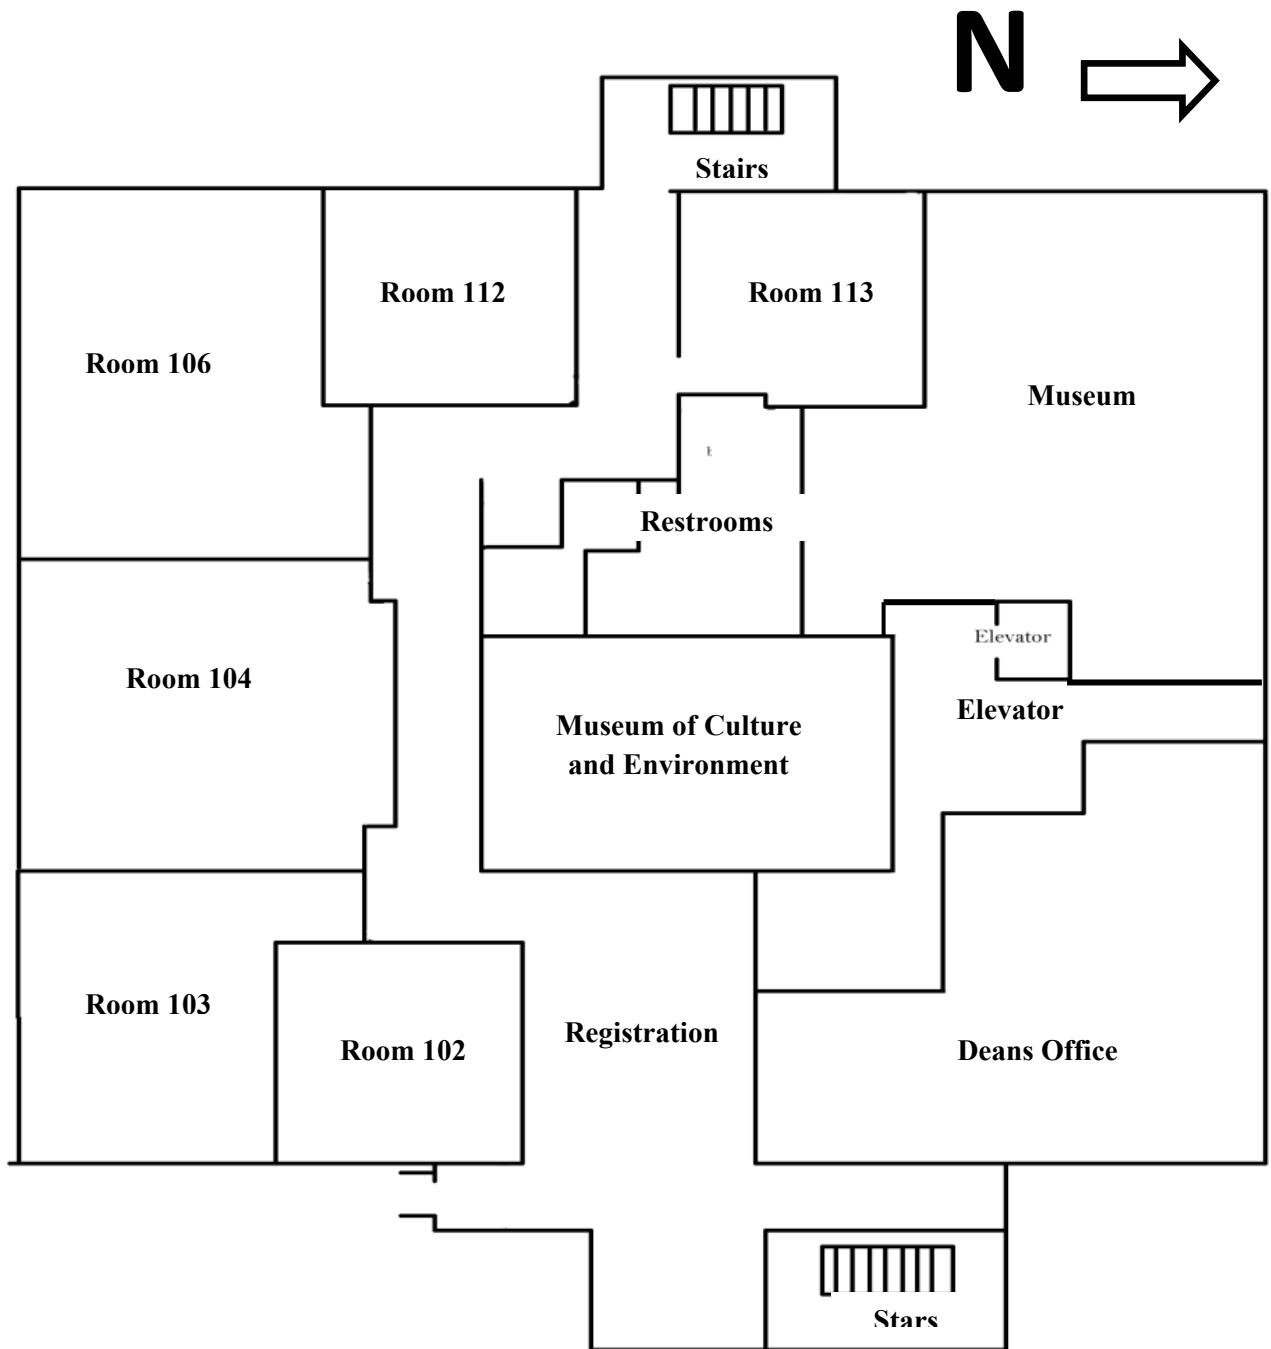 N
Stairs
Room 112
Room 113
Room 106
Museum
Restrooms
Elevator
Room 104
Elevator
Museum of Culture
and Environment
Room 103
Registration
Room 102
Deans Office
Stars